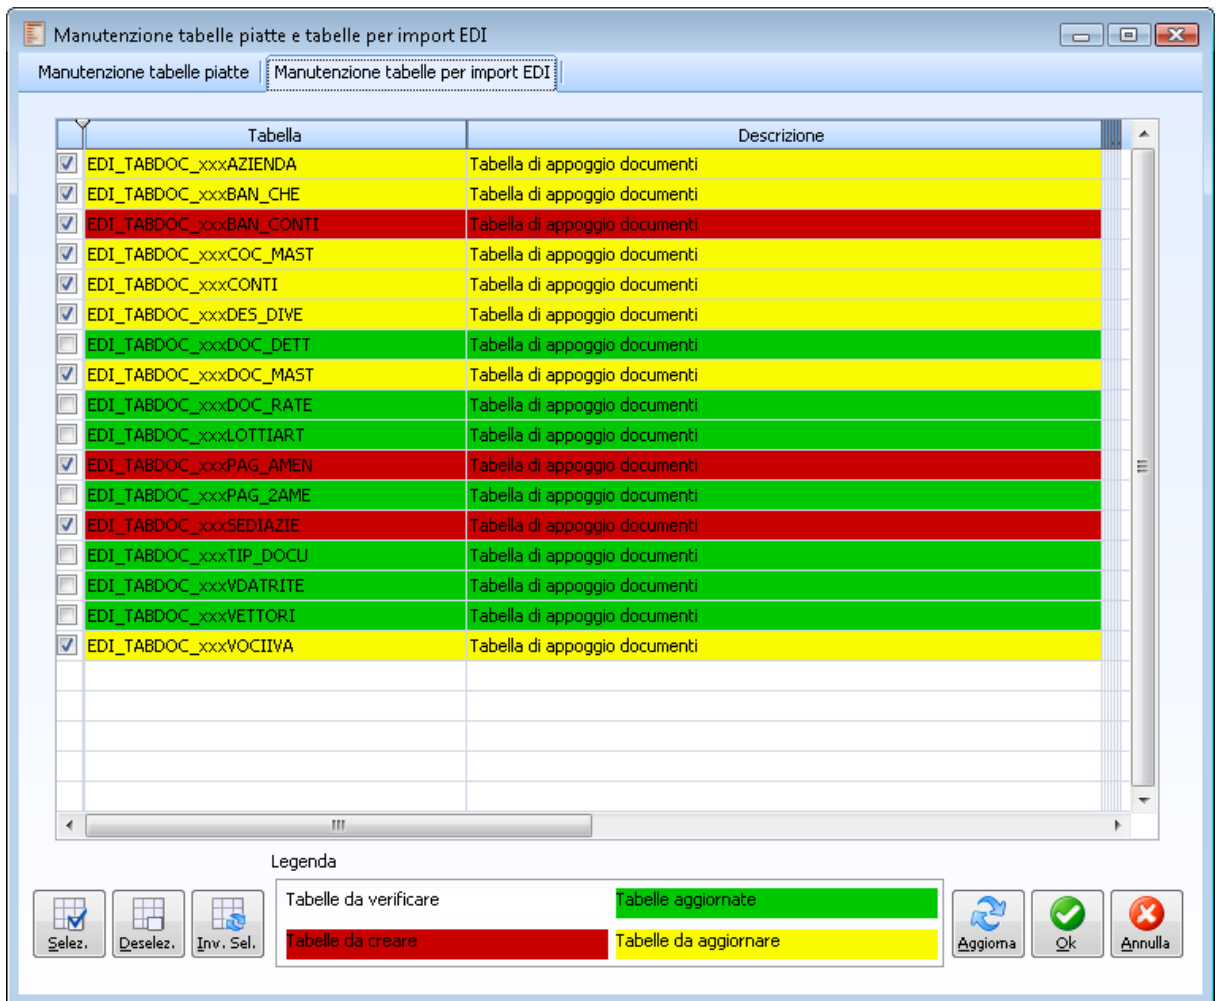 Manutenzione tabelle piatte e tabelle per import EDI
Manutenzione tabelle piatte Manutenzione tabelle per import EDI
Tabella Descrizione
EDI_TABDOC_xxxAZIENDA Tabella di appoggio documenti
EDI_TABDOC_xxxBAN_CHE Tabella di appoggio documenti
EDI_TABDOC_xxxBAN_CONTI Tabella di appoggio documenti
EDI_TABDOC_xxxCOC_MAST Tabella di appoggio documenti
EDI_TABDOC_xxxCONTI Tabella di appoggio documenti
EDI_TABDOC_xxxDES_DIVE Tabella di appoggio documenti
EDI_TABDOC_xxxDOC_DETT Tabella di appoggio documenti
EDI_TABDOC_xxxDOC_MAST Tabella di appoggio documenti
EDI_TABDOC_xxxDOC_RATE Tabella di appoggio documenti
EDI_TABDOC_xxxLOTTIART Tabella di appoggio documenti
EDI_TABDOC_xxxPAG_AMEN Tabella di appoggio documenti
EDI_TABDOC_xxxPAG_2AME Tabella di appoggio documenti
EDI_TABDOC_xxxSEDIAZIE Tabella di appoggio documenti
EDI_TABDOC_xxxTIP_DOCU Tabella di appoggio documenti
EDI_TABDOC_xxxVDATRITE Tabella di appoggio documenti
EDI_TABDOC_xxxVETTORI Tabella di appoggio documenti
EDI_TABDOC_xxxVOCIIVA Tabella di appoggio documenti
Legenda
Tabelle da verificare Tabelle aggiornate
Tabelle da creare Tabelle da aggiornare
Selez. Deselez. Inv. Sel. Aggiorna Ok Annulla